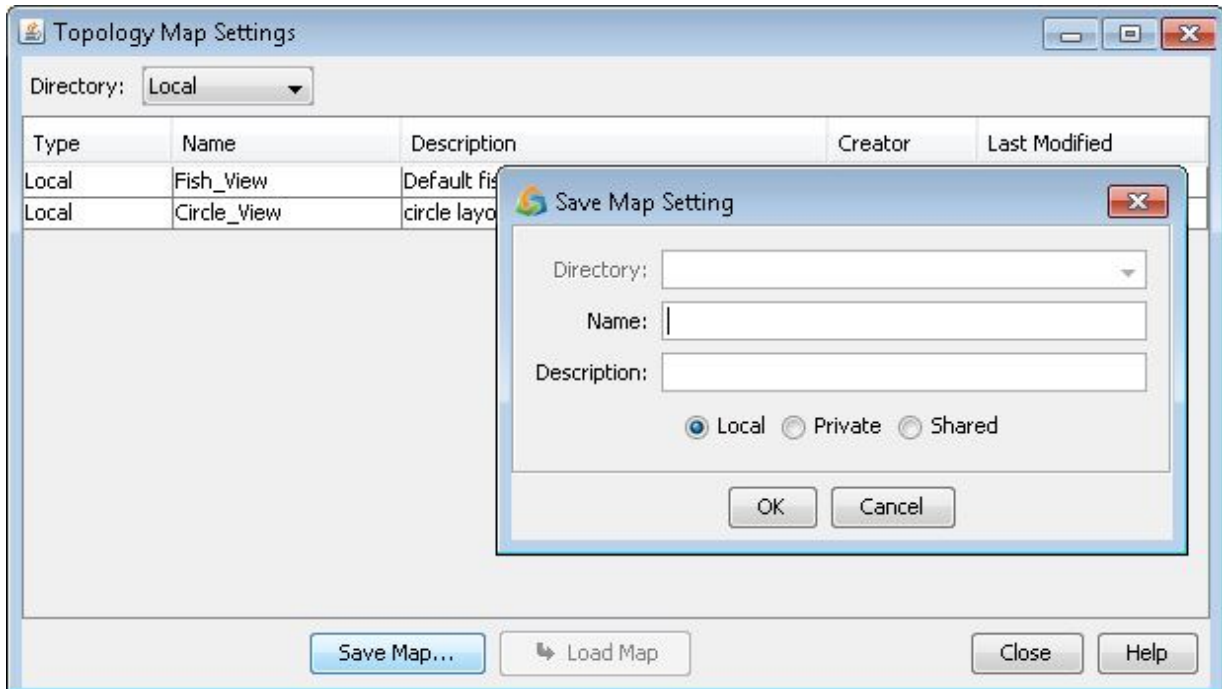 Topology Map Settings
Directory: Local
Type Name Description Creator Last Modified
Local Fish_View Default fis
Local Circle_View circle layo
Save Map Setting
Directory:
Name:
Description:
Local Private Shared
OK Cancel
Save Map... Load Map Close Help